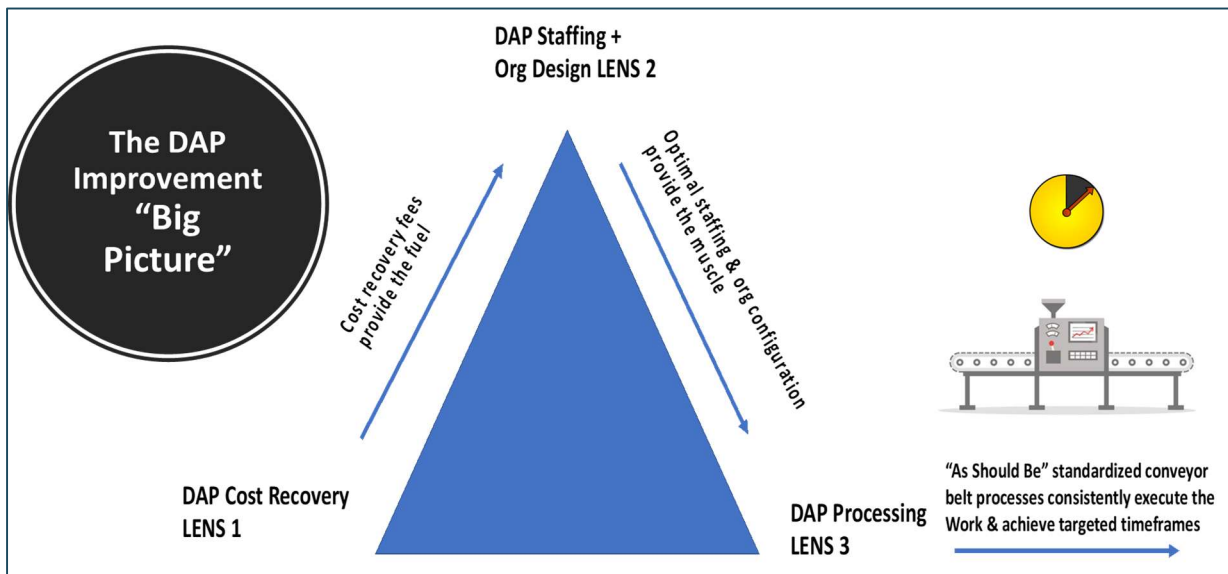 The DAP
Improvement
“Big
Picture”
DAP Staffing +
Org Design LENS 2
Cost recovery fees
provide the fuel
Optimal staffing & org configuration
provide the muscle
DAP Cost Recovery
LENS 1
DAP Processing
LENS 3
“As Should Be” standardized conveyor
belt processes consistently execute the
Work & achieve targeted timeframes